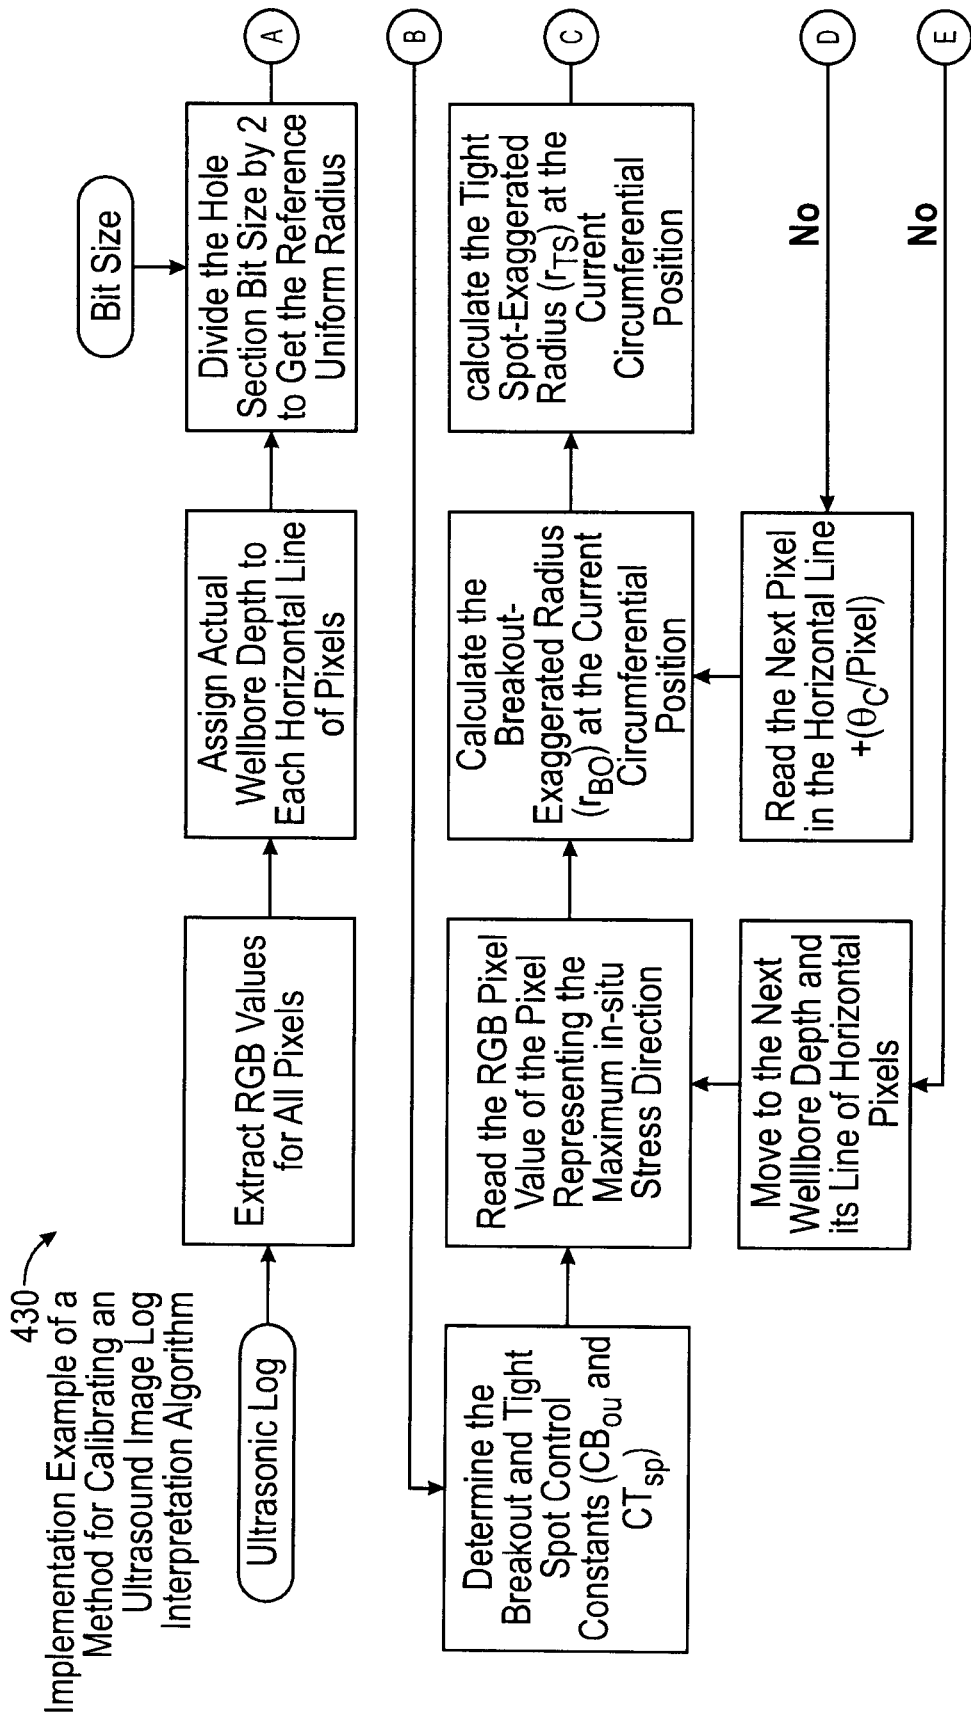 430
Implementation Example of a
Method for Calibrating an
Ultrasound Image Log
Interpretation Algorithm
Ultrasonic Log
Extract RGB Values
for All Pixels
Assign Actual
Wellbore Depth to
Each Horizontal Line
of Pixels
Bit Size
Divide the Hole
Section Bit Size by 2
to Get the Reference
Uniform Radius
A
B
Determine the
Breakout and Tight
Spot Control
Constants (CBou and
CTsp)
Read the RGB Pixel
Value of the Pixel
Representing the
Maximum in-situ
Stress Direction
Calculate the
Breakout-
Exaggerated Radius
(rBO) at the Current
Circumferential
Position
calculate the Tight
Spot-Exaggerated
Radius (rTS) at the
Current
Circumferential
Position
C
Move to the Next
Welllbore Depth and
its Line of Horizontal
Pixels
Read the Next Pixel
in the Horizontal Line
+(θC/Pixel)
No
D
No
E